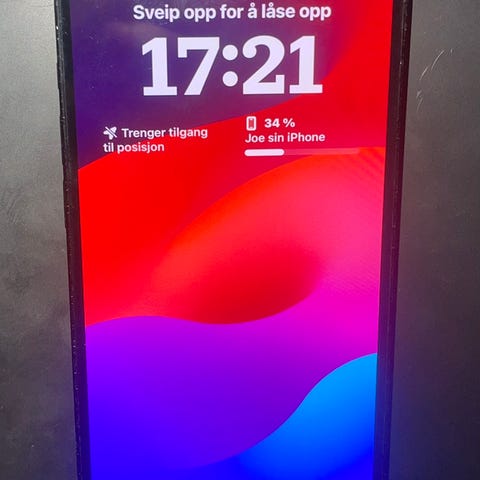 Sveip opp for å låse opp
17:21
Trenger tilgang
til posisjon
34 %
Joe sin iPhone